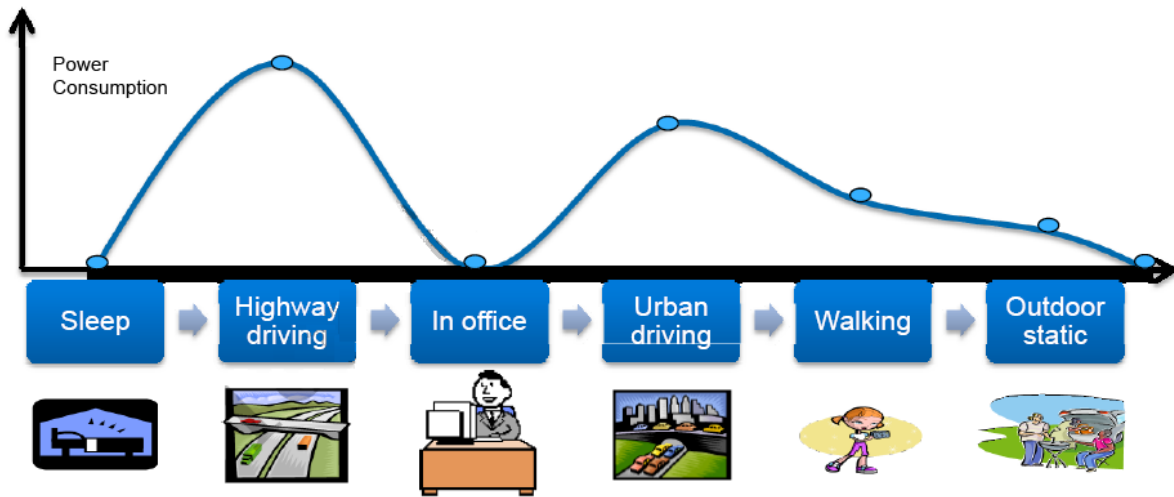 Power
Consumption
Sleep
Highway
driving
In office
Urban
driving
Walking
Outdoor
static